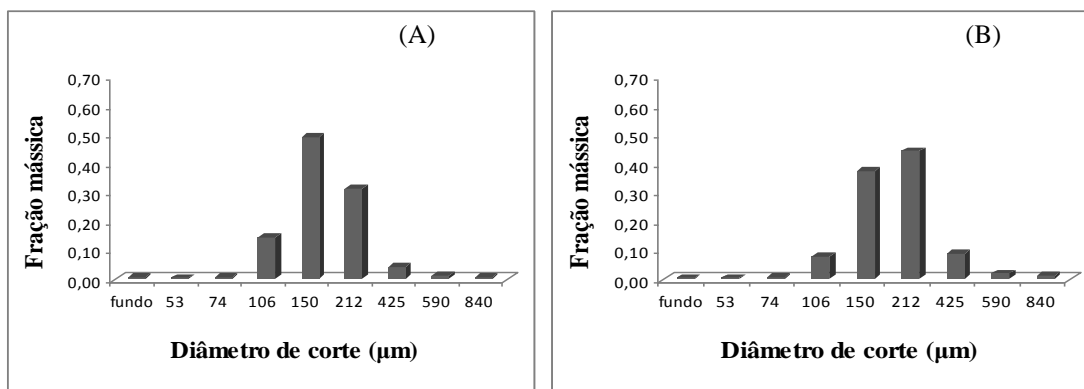 (A)
Fração mássica
0,70
0,60
0,50
0,40
0,30
0,20
0,10
0,00
fundo 53 74 106 150 212 425 590 840
Diâmetro de corte (μm)
(B)
Fração mássica
0,70
0,60
0,50
0,40
0,30
0,20
0,10
0,00
fundo 53 74 106 150 212 425 590 840
Diâmetro de corte (μm)